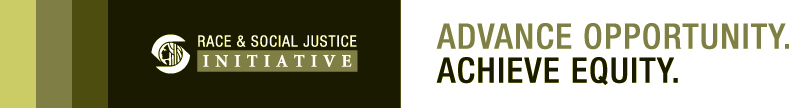 RACE & SOCIAL JUSTICE
INITIATIVE
ADVANCE OPPORTUNITY.
ACHIEVE EQUITY.